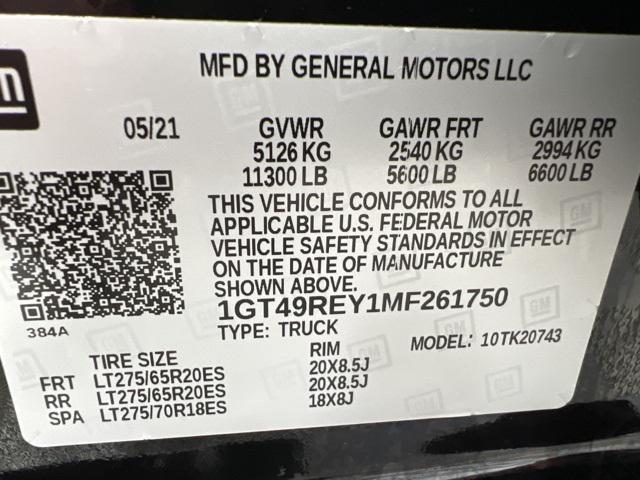 m
MFD BY GENERAL MOTORS LLC
05/21 GVWR GAWR FRT GAWR RR
5126 KG 2540 KG 2994 KG
11300 LB 5600 LB 6600 LB
THIS VEHICLE CONFORMS TO ALL
APPLICABLE U.S. FEDERAL MOTOR
VEHICLE SAFETY STANDARDS IN EFFECT
ON THE DATE OF MANUFACTURE
SHOWN ABOVE.
384A
1GT49REY1MF261750
TYPE: TRUCK MODEL: 10TK20743
TIRE SIZE RIM
FRT LT275/65R20ES 20X8.5J
RR LT275/65R20ES 20X8.5J
SPA LT275/70R18ES 18X8J